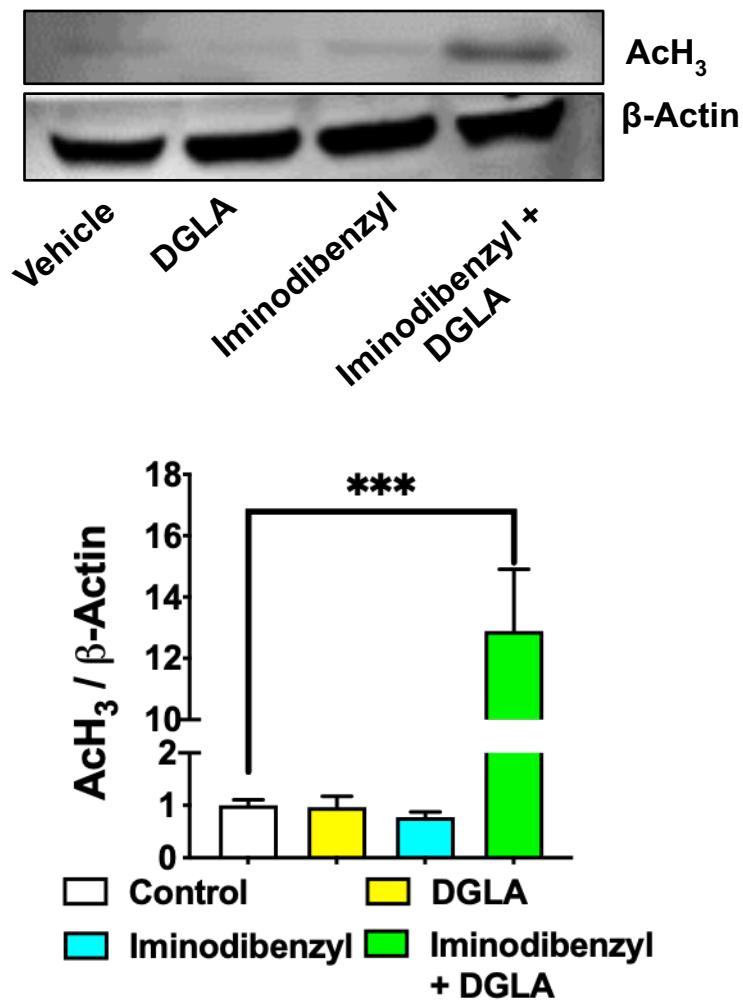 AcH₃
β-Actin
Vehicle
DGLA
Iminodibenzyl
Iminodibenzyl +
DGLA
***
18
16
14
12
10
2
1
0
AcH₃ / β-Actin
Control
DGLA
Iminodibenzyl
Iminodibenzyl
+ DGLA